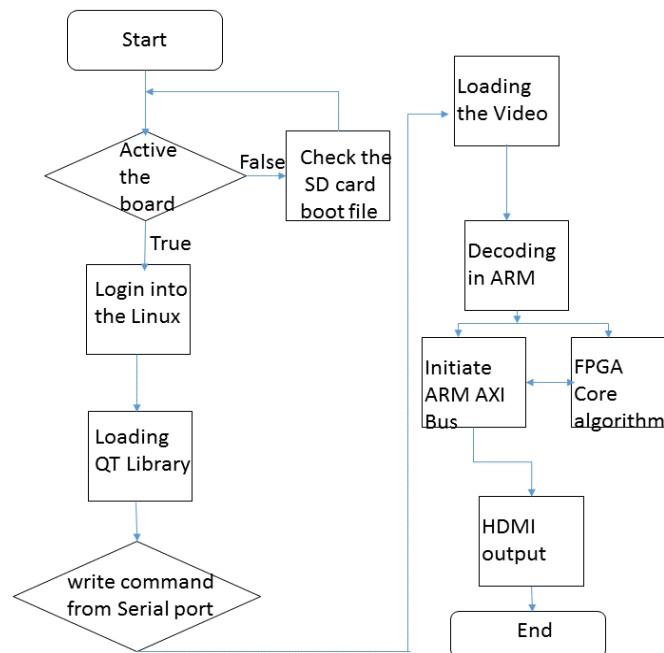 Start
Active
the
board
False
Check the
SD card
boot file
True
Login into
the Linux
Loading
QT Library
write command
from Serial port
Loading
the Video
Decoding
in ARM
Initiate
ARM AXI
Bus
FPGA
Core
algorithm
HDMI
output
End